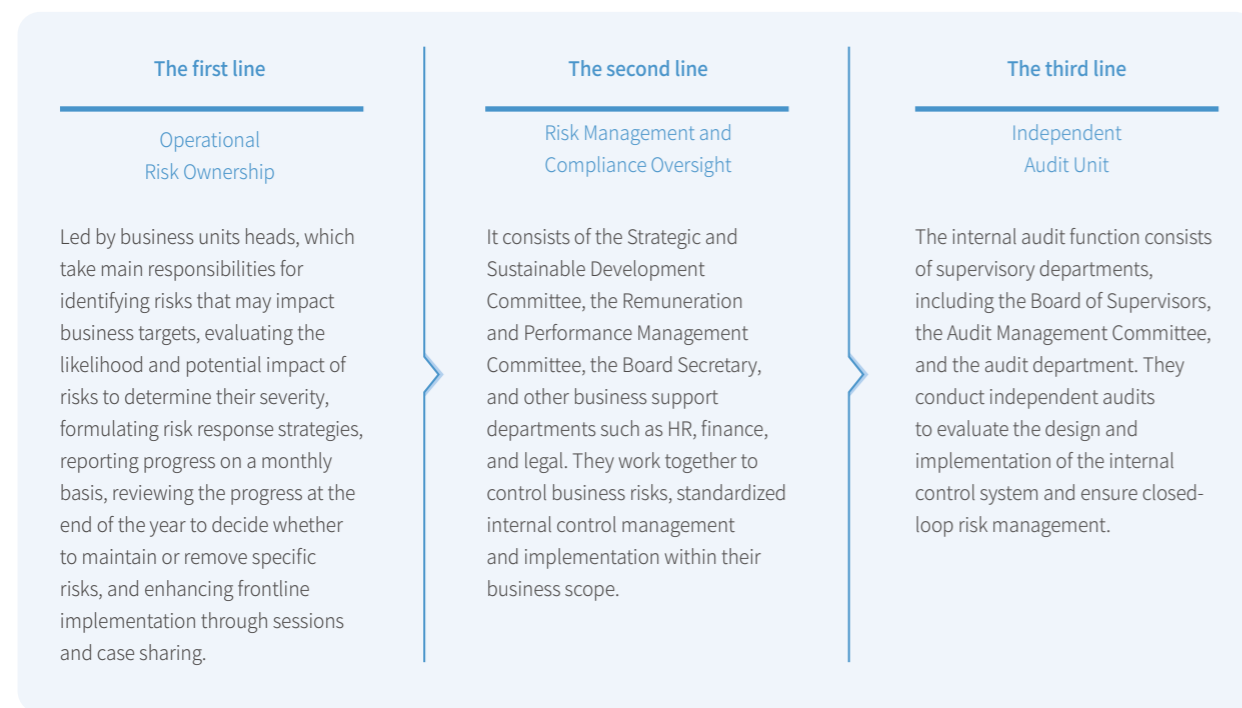 The first line
Operational
Risk Ownership
Led by business units heads, which
take main responsibilities for
identifying risks that may impact
business targets, evaluating the
likelihood and potential impact of
risks to determine their severity,
formulating risk response strategies,
reporting progress on a monthly
basis, reviewing the progress at the
end of the year to decide whether
to maintain or remove specific
risks, and enhancing frontline
implementation through sessions
and case sharing.
The second line
Risk Management and
Compliance Oversight
It consists of the Strategic and
Sustainable Development
Committee, the Remuneration
and Performance Management
Committee, the Board Secretary,
and other business support
departments such as HR, finance,
and legal. They work together to
control business risks, standardized
internal control management
and implementation within their
business scope.
The third line
Independent
Audit Unit
The internal audit function consists
of supervisory departments,
including the Board of Supervisors,
the Audit Management Committee,
and the audit department. They
conduct independent audits
to evaluate the design and
implementation of the internal
control system and ensure closed-
loop risk management.